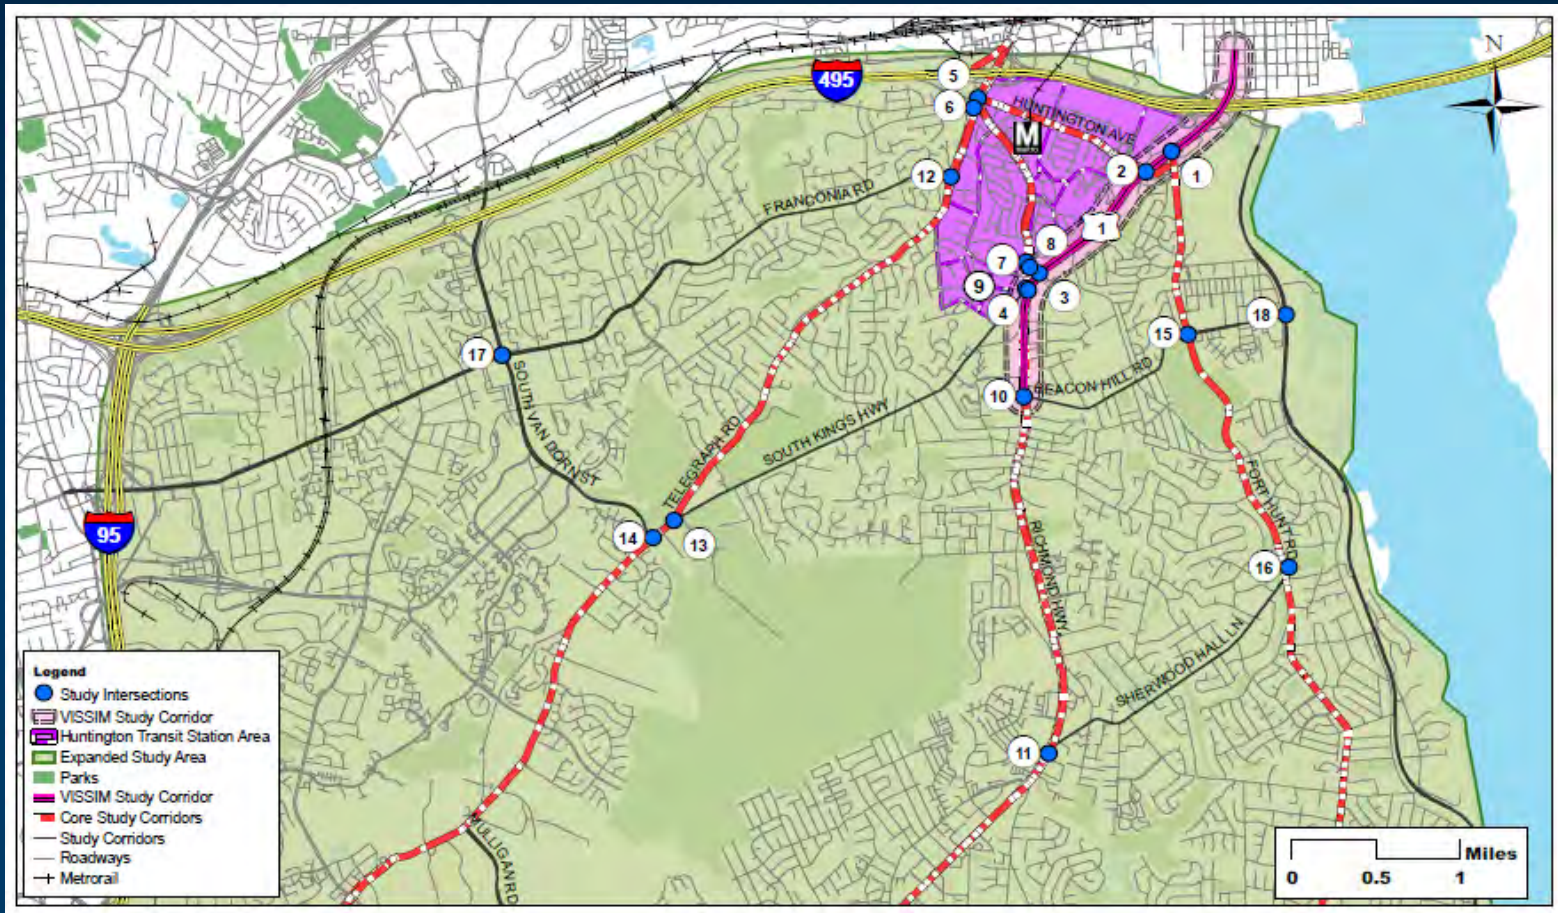 N
495
5
6
HUNTINGTON AVE
M
2
1
12
FRANCONIA RD
1
8
7
9
3
4
18
15
17
SOUTH VAN DORN ST
10
BEACON HILL RD
TELEGRAPH RD
SOUTH KINGS HWY
FORT HUNT RD
95
14
13
RICHMOND HWY
16
SHERWOOD HALL LN
11
MULLIGAN RD
Legend
Study Intersections
VISSIM Study Corridor
Huntington Transit Station Area
Expanded Study Area
Parks
VISSIM Study Corridor
Core Study Corridors
Study Corridors
Roadways
Metrorail
Miles
0 0.5 1